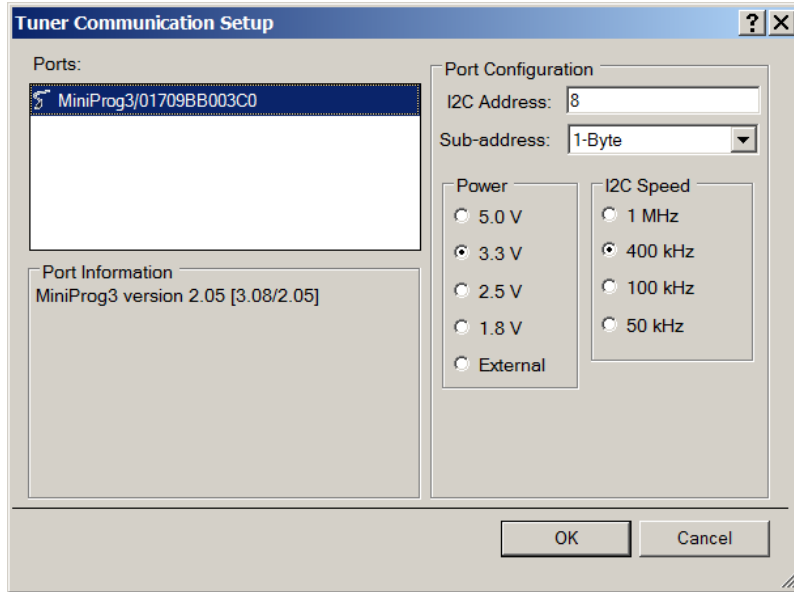 Tuner Communication Setup
Ports:
MiniProg3/01709BB003C0
Port Information
MiniProg3 version 2.05 [3.08/2.05]
Port Configuration
I2C Address: 8
Sub-address: 1-Byte
Power
5.0 V
3.3 V
2.5 V
1.8 V
External
I2C Speed
1 MHz
400 kHz
100 kHz
50 kHz
OK
Cancel